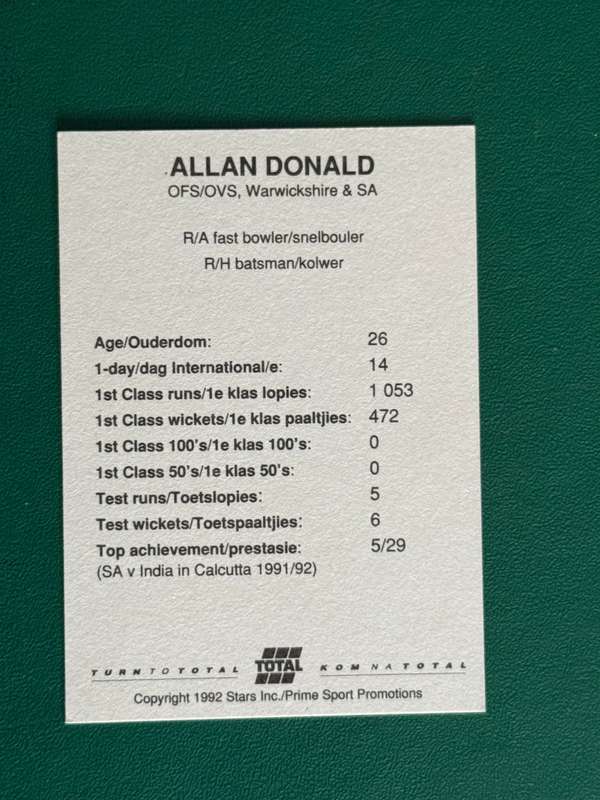 ALLAN DONALD
OFS/OVS, Warwickshire & SA
R/A fast bowler/snelbouler
R/H batsman/kolwer
Age/Ouderdom: 26
1-day/dag International/e: 14
1st Class runs/1e klas lopies: 1 053
1st Class wickets/1e klas paaltjies: 472
1st Class 100's/1e klas 100's: 0
1st Class 50's/1e klas 50's: 0
Test runs/Toetslopies: 5
Test wickets/Toetspaaltjies: 6
Top achievement/prestasie: 5/29
(SA v India in Calcutta 1991/92)
TURN TO TOTAL TOTAL KOM NA TOTAL
Copyright 1992 Stars Inc./Prime Sport Promotions